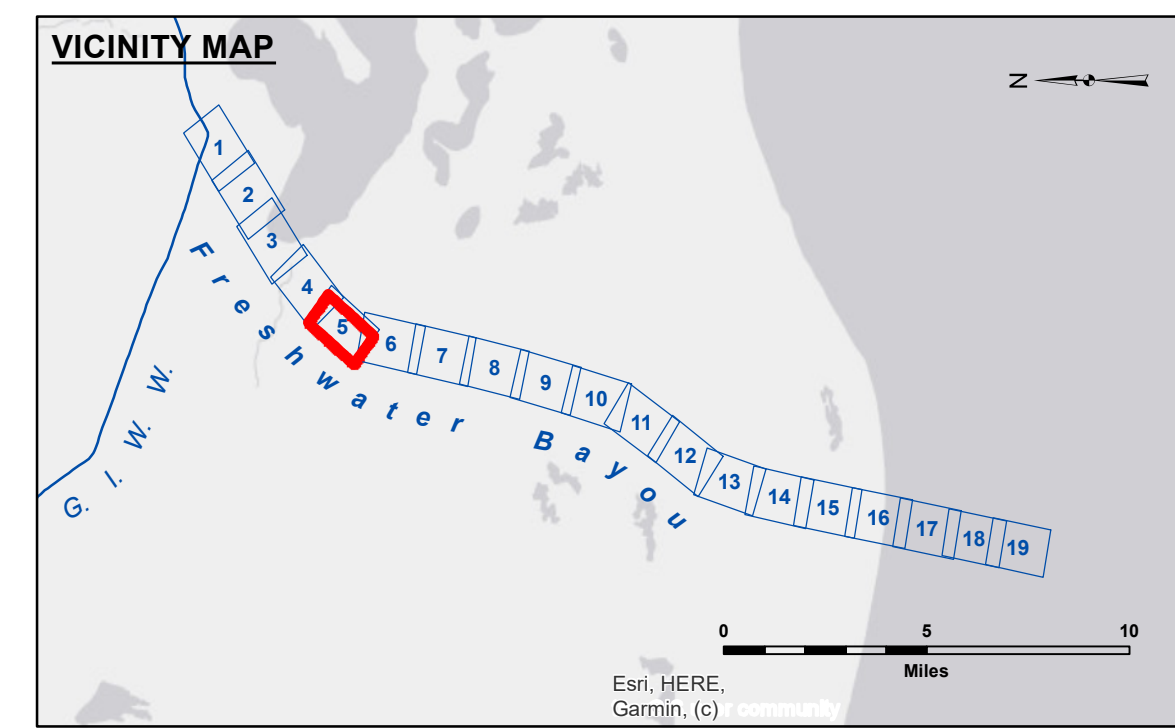 VICINITY MAP
N
1
2
3
4
5
6
7
8
9
10
11
12
13
14
15
16
17
18
19
Freshwater Bayou
G. I. W. W.
0 5 10
Miles
Esri, HERE,
Garmin, (c) r community